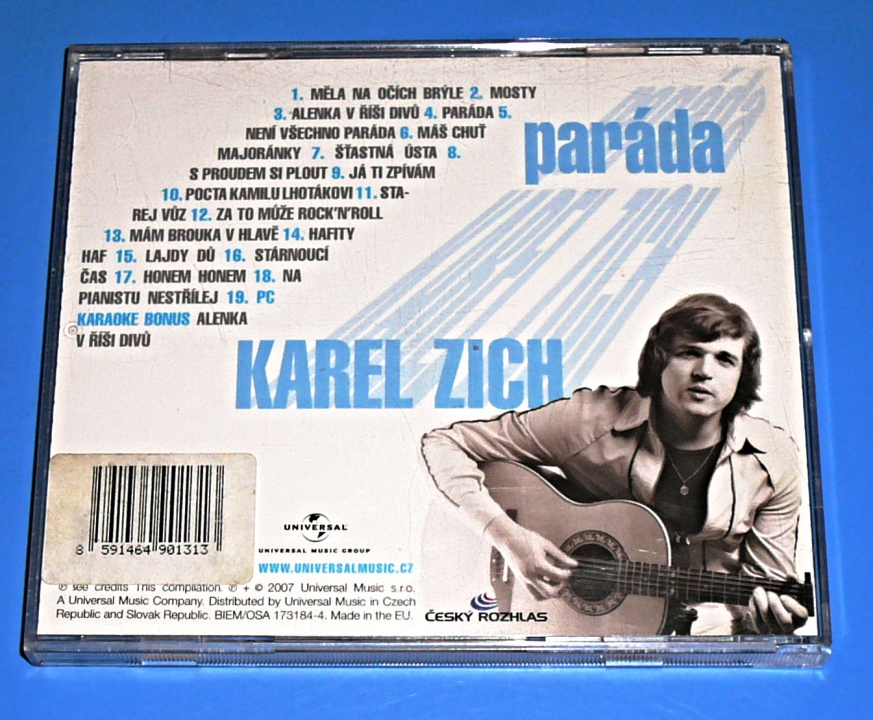 1. MĚLA NA OČÍCH BRÝLE 2. MOSTY
3. ALENKA V ŘÍŠI DIVŮ 4. PARÁDA 5.
NENÍ VŠECHNO PARÁDA 6. MÁŠ CHUŤ
MAJORÁNKY 7. ŠŤASTNÁ ÚSTA 8.
S PROUDEM SI PLOUT 9. JÁ TI ZPÍVÁM
10. POCTA KAMILU LHOTÁKOVI 11. STA-
REJ VŮZ 12. ZA TO MŮŽE ROCK'N'ROLL
13. MÁM BROUKA V HLAVĚ 14. HAFITY
HAF 15. LAJDY DŮ 16. STÁRNOUCÍ
ČAS 17. HONEM HONEM 18. NA
PIANISTU NESTŘÍLEJ 19. PC
KARAOKE BONUS ALENKA
V ŘÍŠI DIVŮ
paráda
KAREL ZICH
8 591464 901313
UNIVERSAL
UNIVERSAL MUSIC GROUP
WWW.UNIVERSALMUSIC.CZ
℗ see credits This compilation. ℗ + © 2007 Universal Music s.r.o.
A Universal Music Company. Distributed by Universal Music in Czech
Republic and Slovak Republic. BIEM/OSA 173184-4. Made in the EU.
ČESKÝ ROZHLAS